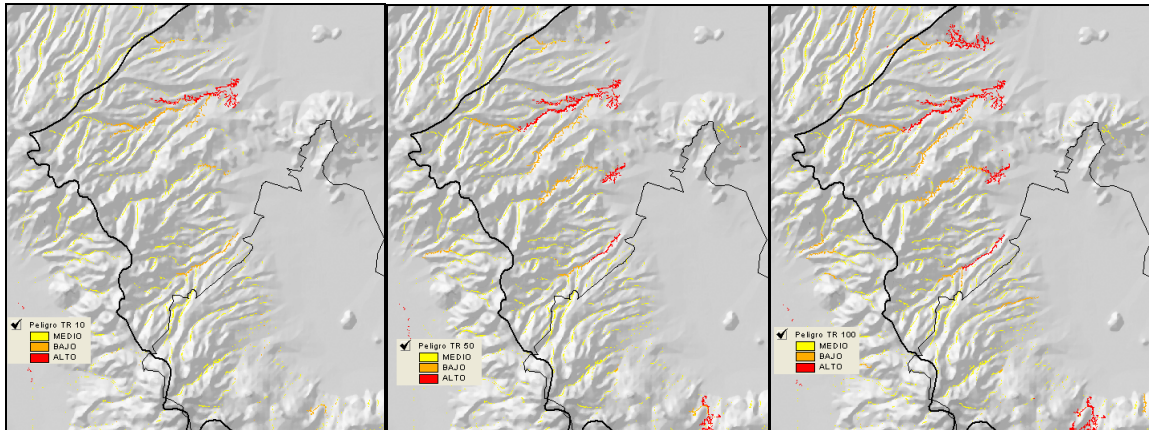 Peligro TR 10
MEDIO
BAJO
ALTO
Peligro TR 50
MEDIO
BAJO
ALTO
Peligro TR 100
MEDIO
BAJO
ALTO